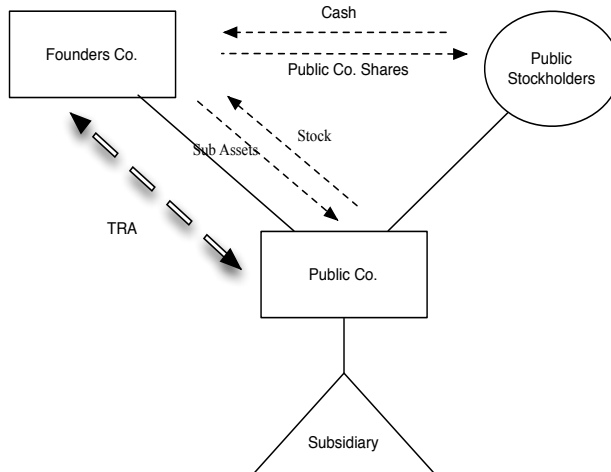 Cash
Founders Co.
Public
Stockholders
Public Co. Shares
Stock
Sub Assets
TRA
Public Co.
Subsidiary